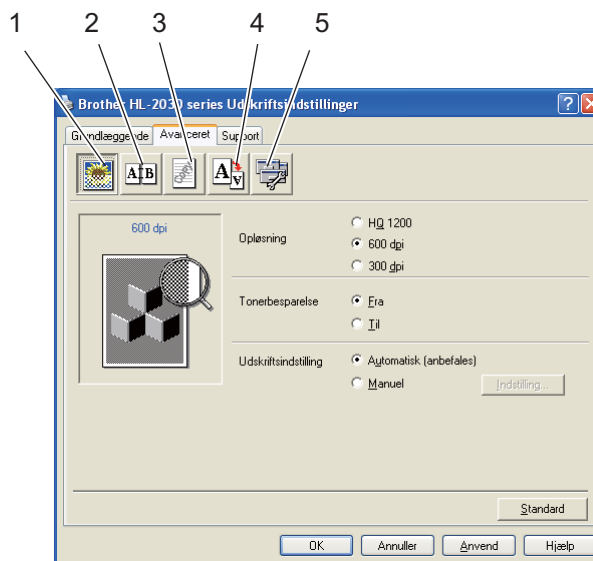 1 2 3 4 5
Brother HL-2030 series Udskriftsindstillinger
Grundlæggende Avanceret Support
600 dpi
Opløsning
HQ 1200
600 dpi
300 dpi
Tonerbesparelse
Fra
Til
Udskriftsindstilling
Automatisk (anbefales)
Manuel
Indstilling...
Standard
OK Annuller Anvend Hjælp